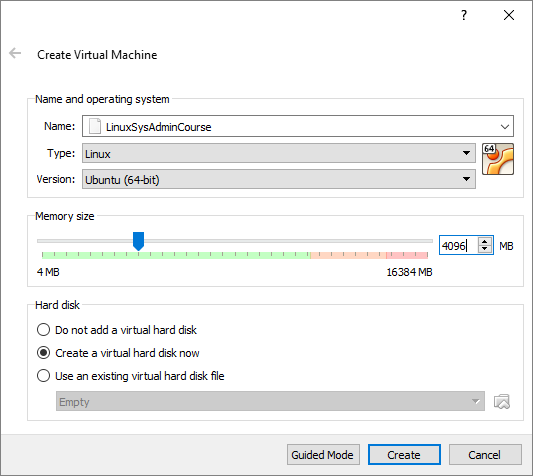 ?
Create Virtual Machine
Name and operating system
Name: LinuxSysAdminCourse
Type: Linux
64
Version: Ubuntu (64-bit)
Memory size
4096 MB
4 MB 16384 MB
Hard disk
Do not add a virtual hard disk
Create a virtual hard disk now
Use an existing virtual hard disk file
Empty
Guided Mode Create Cancel